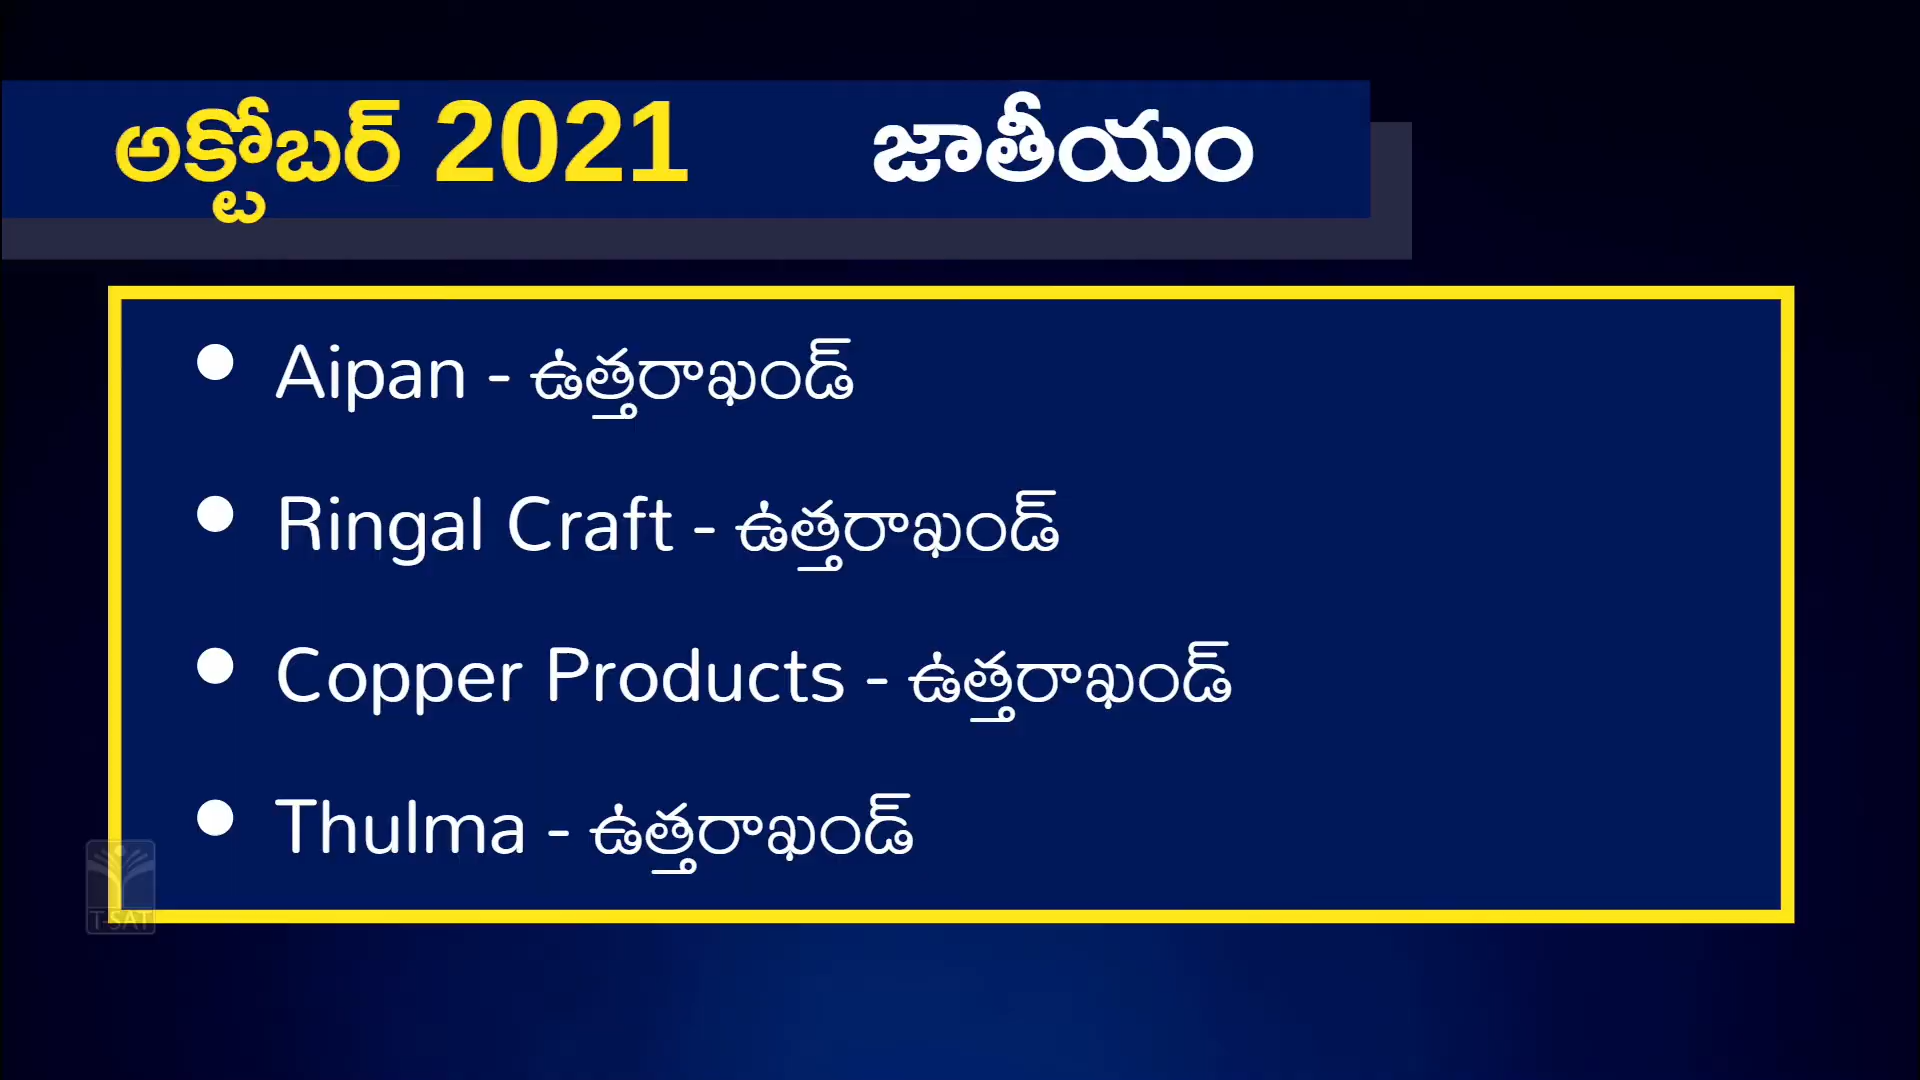 అక్టోబర్ 2021 జాతీయం
• Aipan - ఉత్తరాఖండ్
• Ringal Craft - ఉత్తరాఖండ్
• Copper Products - ఉత్తరాఖండ్
• Thulma - ఉత్తరాఖండ్
T-SAT